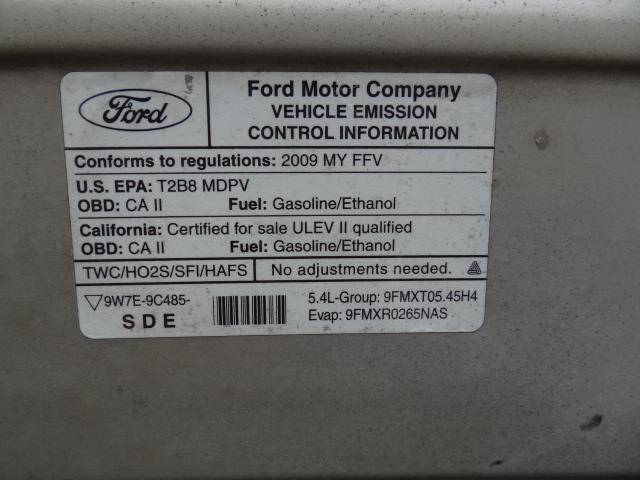 Ford
Ford Motor Company
VEHICLE EMISSION
CONTROL INFORMATION
Conforms to regulations: 2009 MY FFV
U.S. EPA: T2B8 MDPV
OBD: CA II Fuel: Gasoline/Ethanol
California: Certified for sale ULEV II qualified
OBD: CA II Fuel: Gasoline/Ethanol
TWC/HO2S/SFI/HAFS No adjustments needed.
9W7E-9C485- 5.4L-Group: 9FMXT05.45H4
SDE Evap: 9FMXR0265NAS